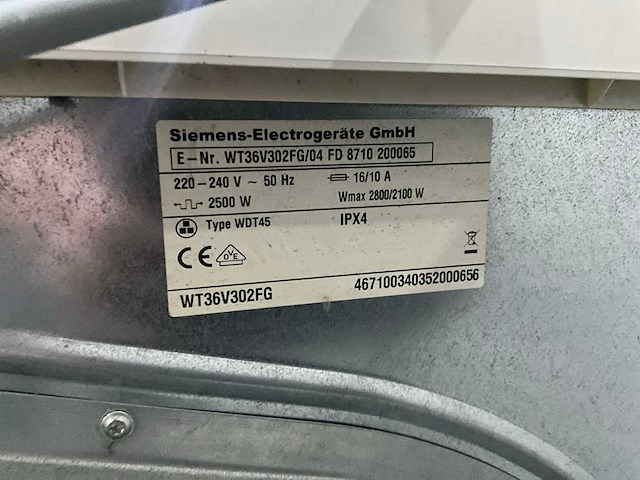 Siemens-Electrogeräte GmbH
E-Nr. WT36V302FG/04 FD 8710 200065
220-240 V ~ 50 Hz 16/10 A
2500 W Wmax 2800/2100 W
Type WDT45 IPX4
CE DVE
WT36V302FG 467100340352000656